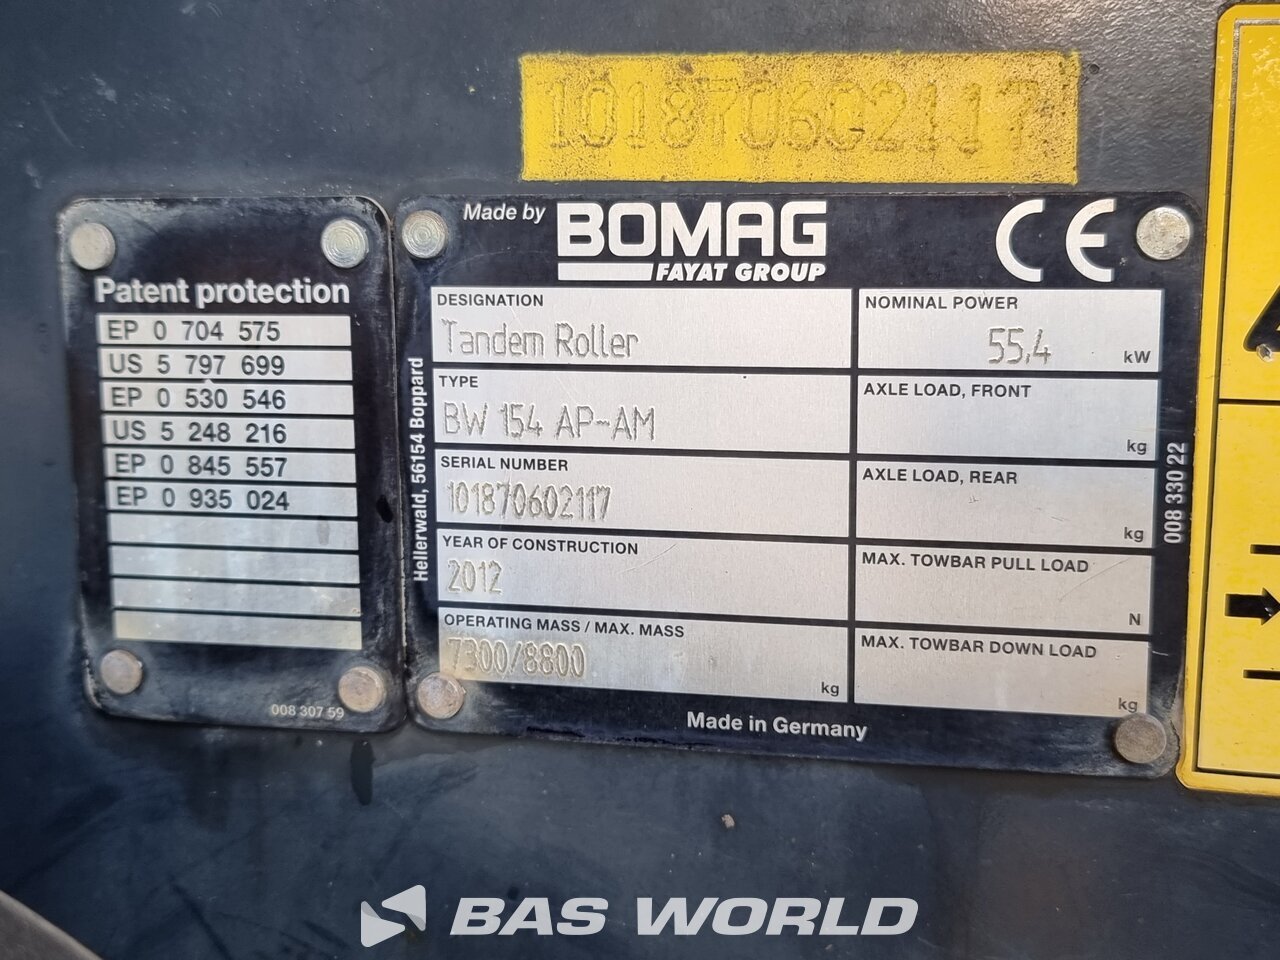 101870602117
Patent protection
EP 0 704 575
US 5 797 699
EP 0 530 546
US 5 248 216
EP 0 845 557
EP 0 935 024
008 307 59
Made by BOMAG
FAYAT GROUP
CE
Hellerwald, 56154 Boppard
DESIGNATION
Tandem Roller
TYPE
BW 154 AP-AM
SERIAL NUMBER
101870602117
YEAR OF CONSTRUCTION
2012
OPERATING MASS / MAX. MASS
7300/8800 kg
NOMINAL POWER
55,4 kW
AXLE LOAD, FRONT
kg
AXLE LOAD, REAR
kg
MAX. TOWBAR PULL LOAD
N
MAX. TOWBAR DOWN LOAD
kg
008 330 22
Made in Germany
BAS WORLD